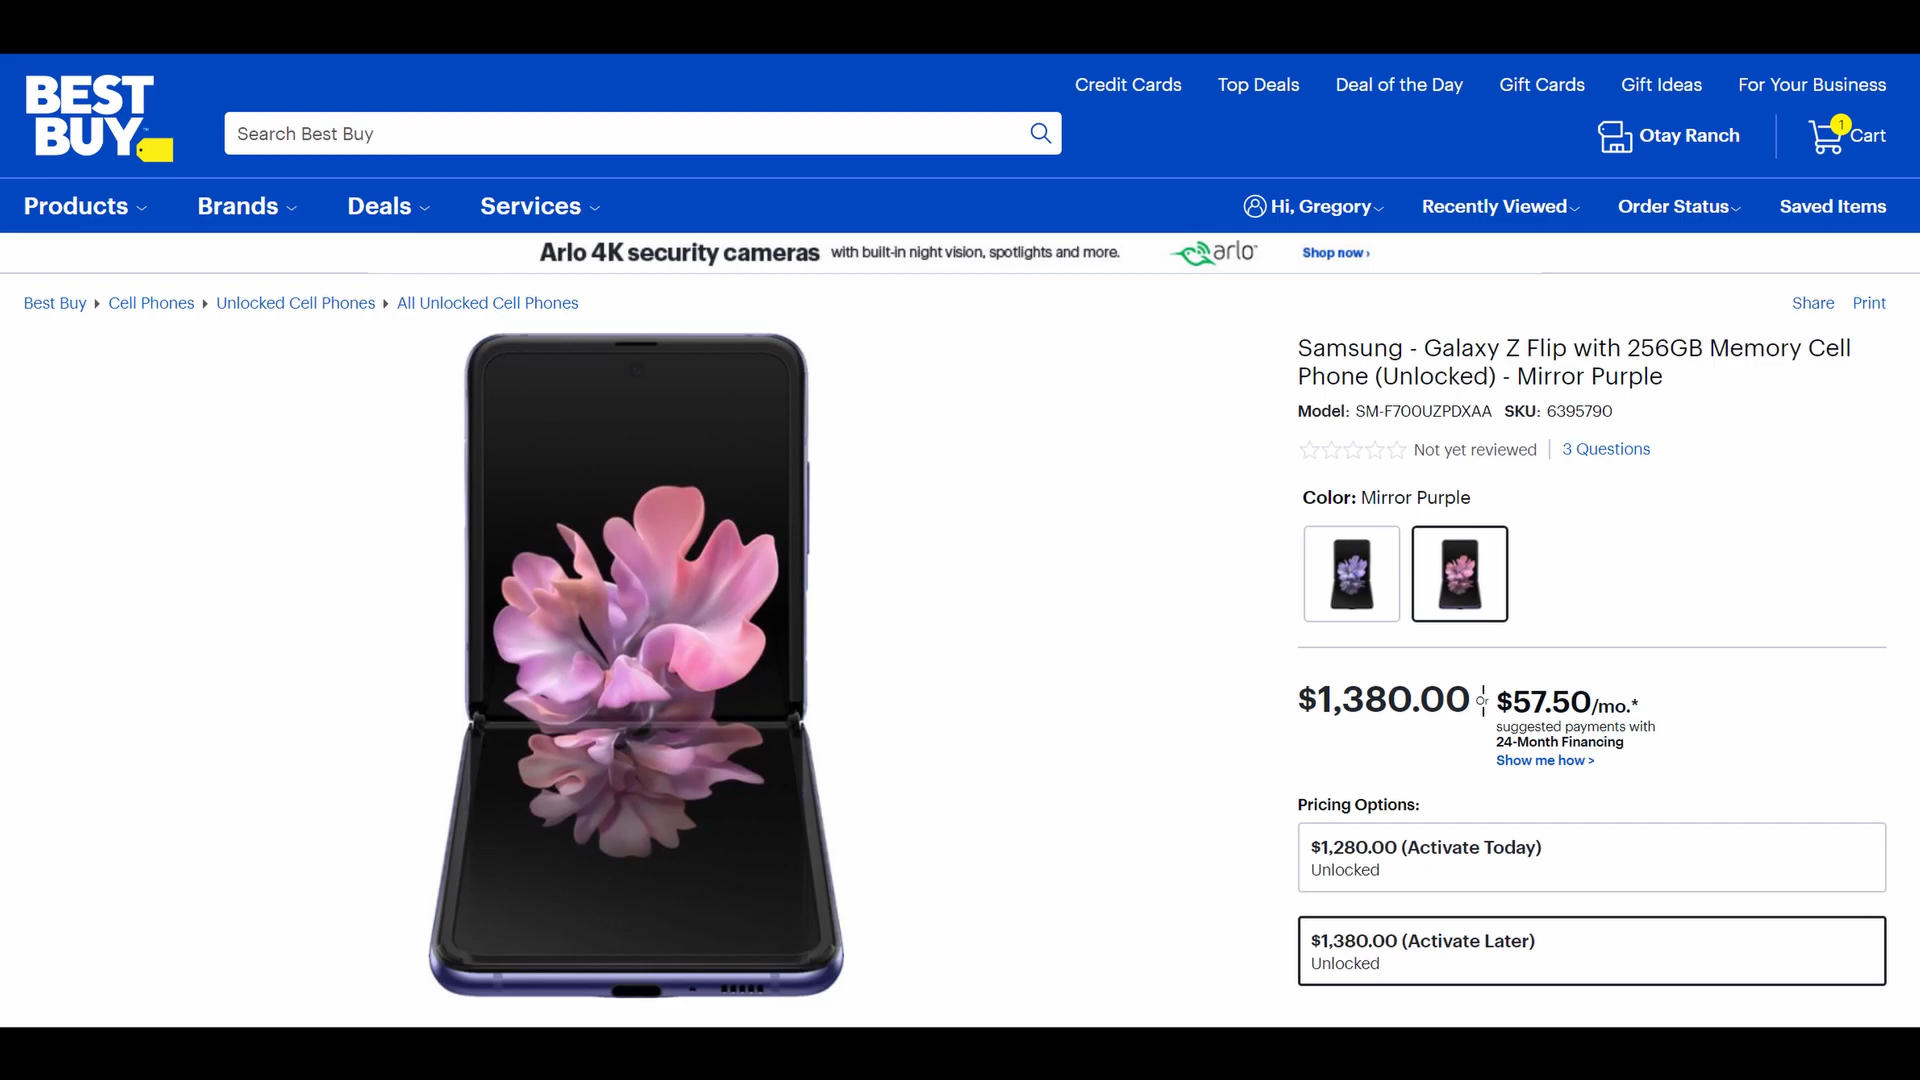 BEST
BUY
Search Best Buy
Credit Cards
Top Deals
Deal of the Day
Gift Cards
Gift Ideas
For Your Business
Otay Ranch
1
Cart
Products
Brands
Deals
Services
Hi, Gregory
Recently Viewed
Order Status
Saved Items
Arlo 4K security cameras with built-in night vision, spotlights and more.
arlo
Shop now ›
Best Buy
Cell Phones
Unlocked Cell Phones
All Unlocked Cell Phones
Share
Print
Samsung - Galaxy Z Flip with 256GB Memory Cell
Phone (Unlocked) - Mirror Purple
Model: SM-F700UZPDXAA SKU: 6395790
Not yet reviewed
3 Questions
Color: Mirror Purple
$1,380.00
or
$57.50/mo.*
suggested payments with
24-Month Financing
Show me how >
Pricing Options:
$1,280.00 (Activate Today)
Unlocked
$1,380.00 (Activate Later)
Unlocked